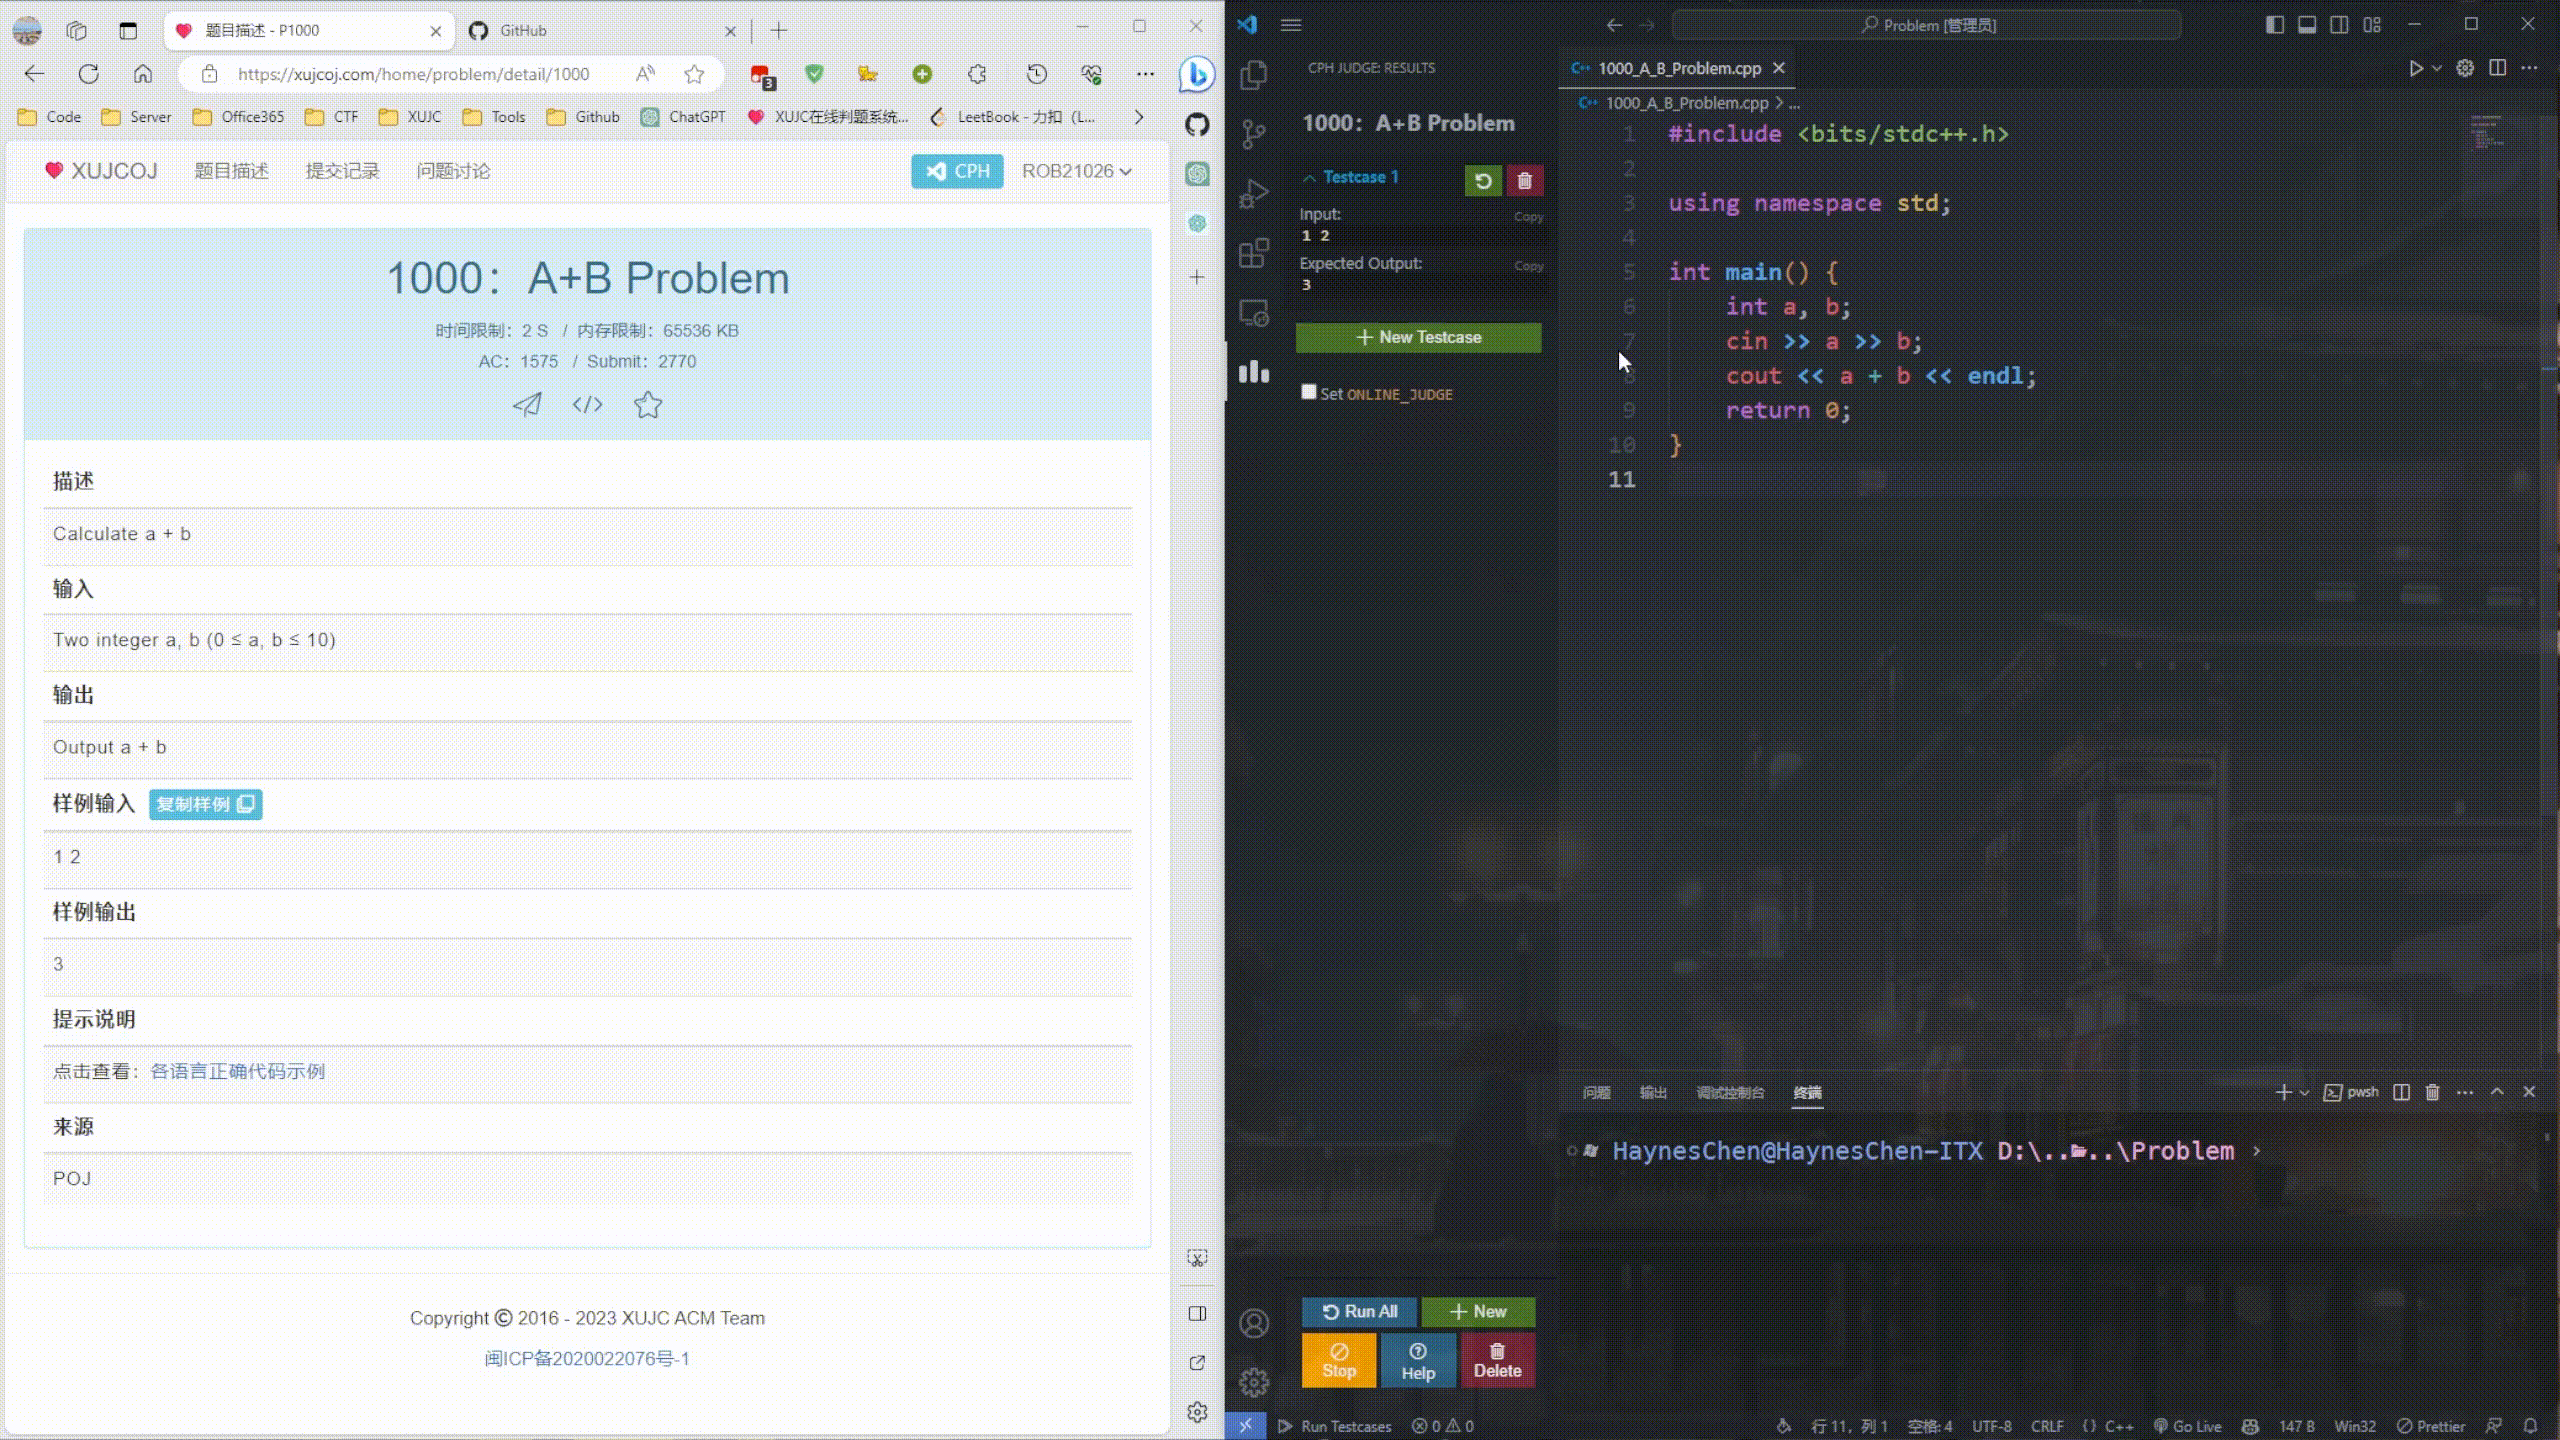 题目描述 - P1000
GitHub
https://xujcoj.com/home/problem/detail/1000
3
Code
Server
Office365
CTF
XUJC
Tools
Github
ChatGPT
XUJC在线判题系统...
LeetBook - 力扣（L...
XUJCOJ
题目描述
提交记录
问题讨论
CPH
ROB21026
1000：A+B Problem
时间限制：2 S / 内存限制：65536 KB
AC：1575 / Submit：2770
描述
Calculate a + b
输入
Two integer a, b (0 ≤ a, b ≤ 10)
输出
Output a + b
样例输入 复制样例
1 2
样例输出
3
提示说明
点击查看：各语言正确代码示例
来源
POJ
Copyright © 2016 - 2023 XUJC ACM Team
闽ICP备2020022076号-1
Problem [管理员]
CPH JUDGE: RESULTS
1000：A+B Problem
Testcase 1
Input:
Copy
1 2
Expected Output:
Copy
3
New Testcase
Set ONLINE_JUDGE
Run All
New
Stop
Help
Delete
C++ 1000_A_B_Problem.cpp
C++ 1000_A_B_Problem.cpp > ...
1 #include <bits/stdc++.h>
2
3 using namespace std;
4
5 int main() {
6 int a, b;
7 cin >> a >> b;
8 cout << a + b << endl;
9 return 0;
10 }
11
问题
输出
调试控制台
终端
pwsh
HaynesChen@HaynesChen-ITX D:\....\Problem ›
Run Testcases
0
0
行 11，列 1
空格: 4
UTF-8
CRLF
{} C++
Go Live
147 B
Win32
Prettier